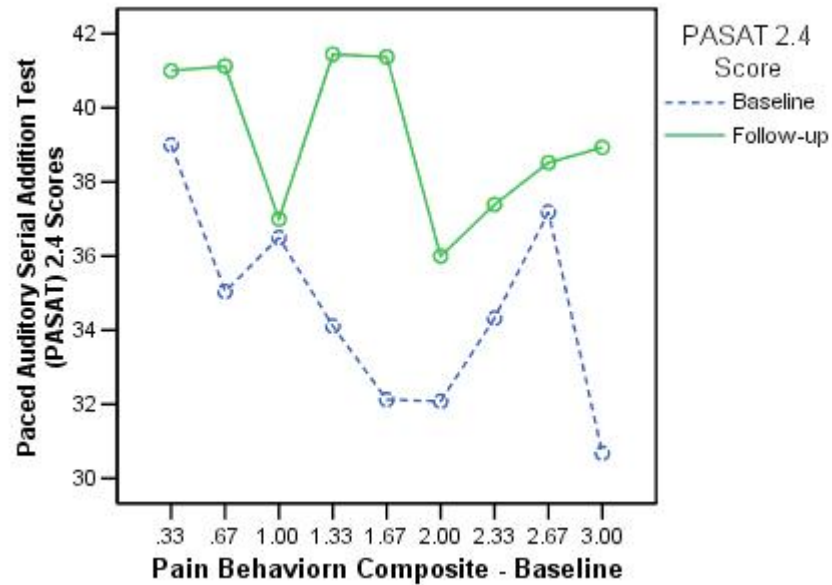 42
40
38
36
34
32
30
Paced Auditory Serial Addition Test
(PASAT) 2.4 Scores
.33 .67 1.00 1.33 1.67 2.00 2.33 2.67 3.00
Pain Behaviorn Composite - Baseline
PASAT 2.4
Score
Baseline
Follow-up